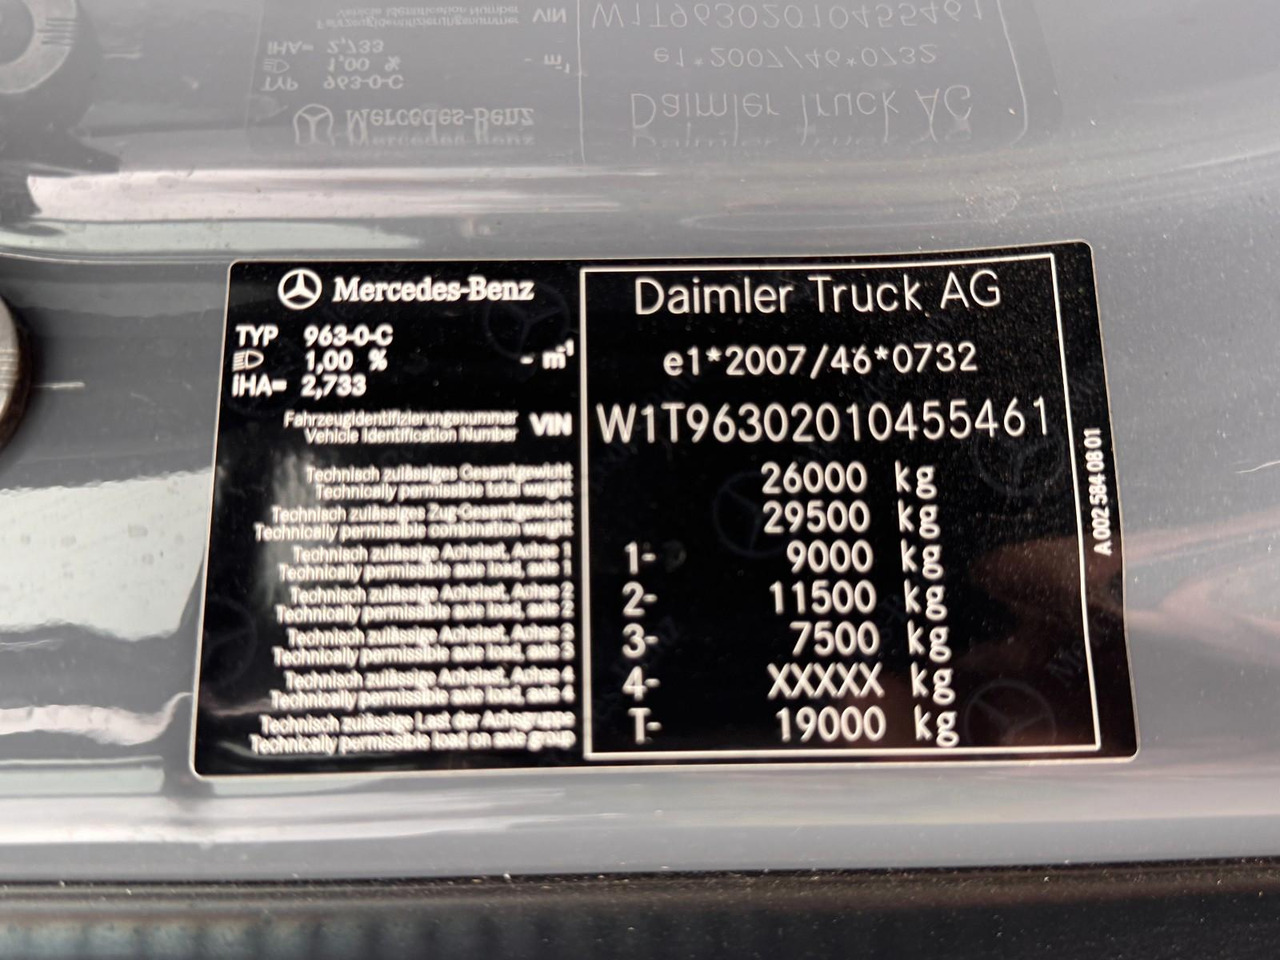 Mercedes-Benz
Daimler Truck AG
TYP 963-0-C
1,00 % - m⁻¹
iHA= 2,733
e1*2007/46*0732
Fahrzeugidentifizierungsnummer
Vehicle Identification Number
VIN W1T96302010455461
Technisch zulässiges Gesamtgewicht
Technically permissible total weight
26000 kg
Technisch zulässiges Zug-Gesamtgewicht
Technically permissible combination weight
29500 kg
Technisch zulässige Achslast, Achse 1
Technically permissible axle load, axle 1
1- 9000 kg
Technisch zulässige Achslast, Achse 2
Technically permissible axle load, axle 2
2- 11500 kg
Technisch zulässige Achslast, Achse 3
Technically permissible axle load, axle 3
3- 7500 kg
Technisch zulässige Achslast, Achse 4
Technically permissible axle load, axle 4
4- XXXXX kg
Technisch zulässige Last der Achsgruppe
Technically permissible load on axle group
T- 19000 kg
A 002 584 08 01